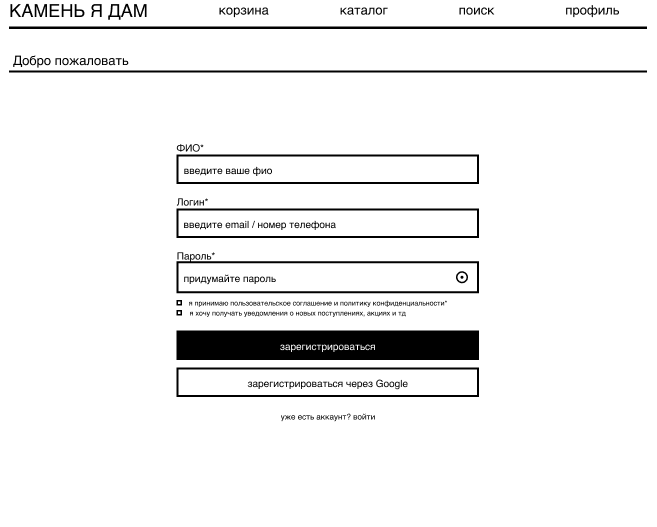 КАМЕНЬ Я ДАМ корзина каталог поиск профиль
Добро пожаловать
ФИО*
введите ваше фио
Логин*
введите email / номер телефона
Пароль*
придумайте пароль
я принимаю пользовательское соглашение и политику конфиденциальности*
я хочу получать уведомления о новых поступлениях, акциях и тд
зарегистрироваться
зарегистрироваться через Google
уже есть аккаунт? войти